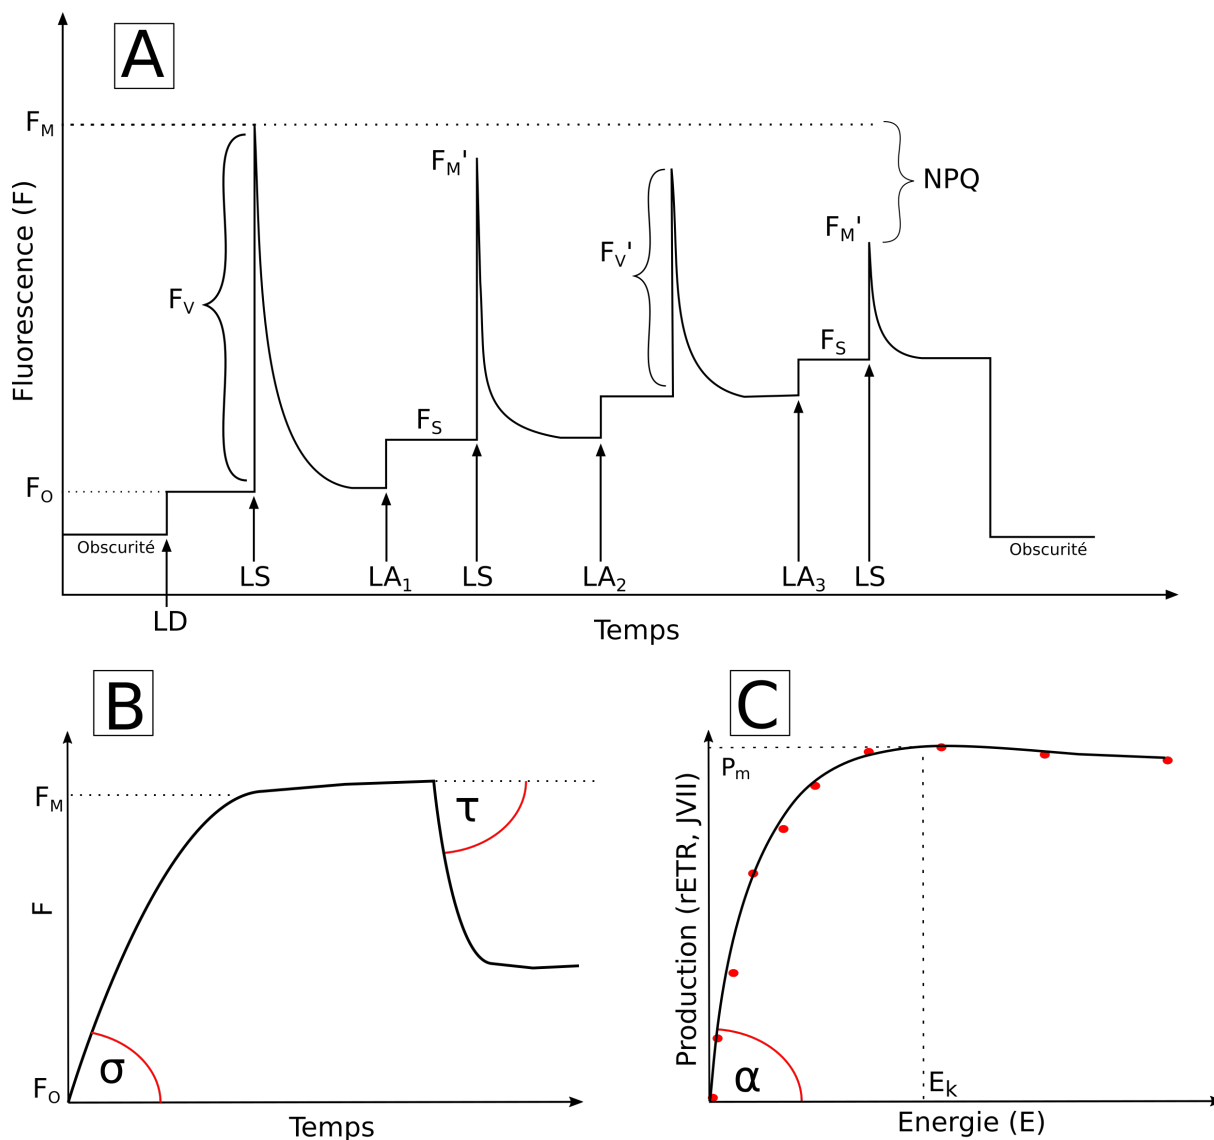 A
F_M
F_M'
NPQ
F_M'
F_V'
F_V
F_S
F_S
Fluorescence (F)
F_O
Obscurité
Obscurité
LS
LA_1
LS
LA_2
LA_3
LS
LD
Temps
B
F_M
τ
F
σ
F_O
Temps
C
P_m
Production (rETR, JVII)
α
E_k
Energie (E)